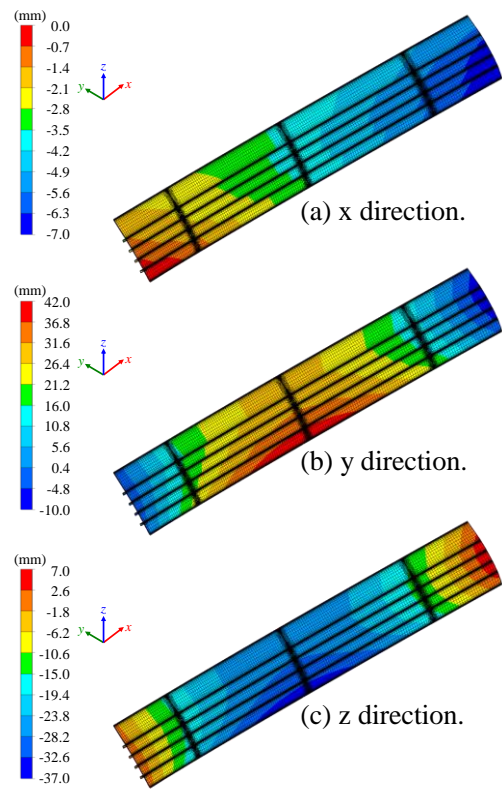 (mm)
0.0
-0.7
-1.4
-2.1
-2.8
-3.5
-4.2
-4.9
-5.6
-6.3
-7.0
z
y
x
(a) x direction.
(mm)
42.0
36.8
31.6
26.4
21.2
16.0
10.8
5.6
0.4
-4.8
-10.0
z
y
x
(b) y direction.
(mm)
7.0
2.6
-1.8
-6.2
-10.6
-15.0
-19.4
-23.8
-28.2
-32.6
-37.0
z
y
x
(c) z direction.